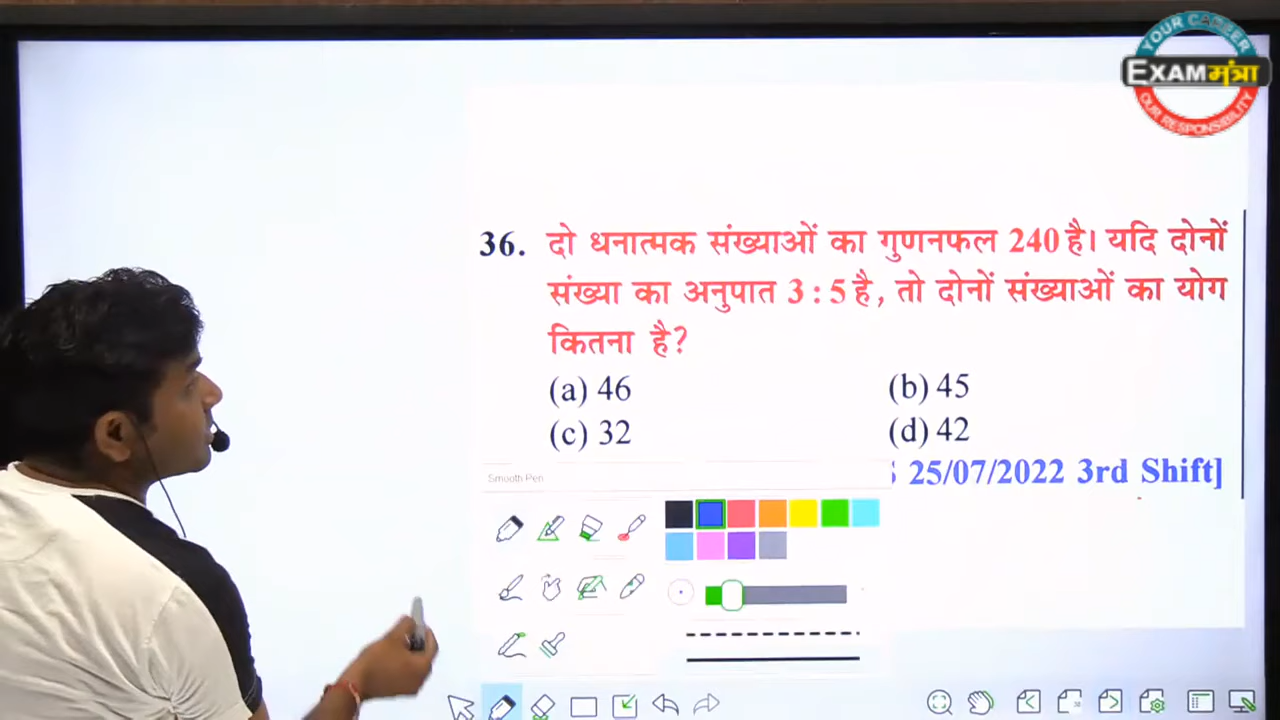 YOUR CAREER
EXAMमंत्रा
OUR RESPONSIBILITY
36. दो धनात्मक संख्याओं का गुणनफल 240 है। यदि दोनों
संख्या का अनुपात 3 : 5 है, तो दोनों संख्याओं का योग
कितना है?
(a) 46 (b) 45
(c) 32 (d) 42
25/07/2022 3rd Shift]
Smooth Pen